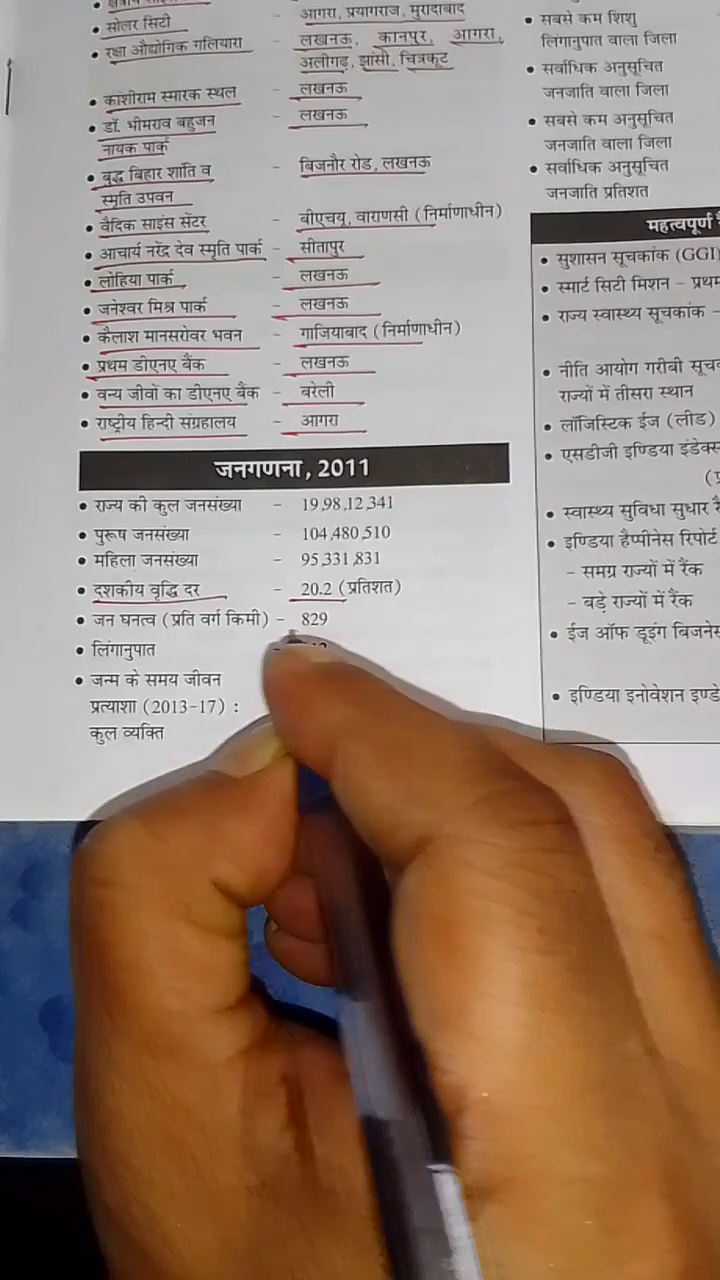 • सोलर सिटी - आगरा, प्रयागराज, मुरादाबाद
• रक्षा औद्योगिक गलियारा - लखनऊ, कानपुर, आगरा,
अलीगढ़, झांसी, चित्रकूट
• कांशीराम स्मारक स्थल - लखनऊ
• डॉ. भीमराव बहुजन - लखनऊ
नायक पार्क
• बुद्ध बिहार शांति व - बिजनौर रोड, लखनऊ
स्मृति उपवन
• वैदिक साइंस सेंटर - बीएचयू, वाराणसी (निर्माणाधीन)
• आचार्य नरेंद्र देव स्मृति पार्क - सीतापुर
• लोहिया पार्क - लखनऊ
• जनेश्वर मिश्र पार्क - लखनऊ
• कैलाश मानसरोवर भवन - गाजियाबाद (निर्माणाधीन)
• प्रथम डीएनए बैंक - लखनऊ
• वन्य जीवों का डीएनए बैंक - बरेली
• राष्ट्रीय हिन्दी संग्रहालय - आगरा
जनगणना, 2011
• राज्य की कुल जनसंख्या - 19,98,12,341
• पुरूष जनसंख्या - 104,480,510
• महिला जनसंख्या - 95,331,831
• दशकीय वृद्धि दर - 20.2 (प्रतिशत)
• जन घनत्व (प्रति वर्ग किमी) - 829
• लिंगानुपात
• जन्म के समय जीवन
प्रत्याशा (2013-17) :
कुल व्यक्ति
• सबसे कम शिशु
लिंगानुपात वाला जिला
• सर्वाधिक अनुसूचित
जनजाति वाला जिला
• सबसे कम अनुसूचित
जनजाति वाला जिला
• सर्वाधिक अनुसूचित
जनजाति प्रतिशत
महत्वपूर्ण
• सुशासन सूचकांक (GGI)
• स्मार्ट सिटी मिशन - प्रथम
• राज्य स्वास्थ्य सूचकांक -
• नीति आयोग गरीबी
राज्यों में तीसरा स्थान
• लॉजिस्टिक ईज (लीड)
• एसडीजी इण्डिया इंडेक्स
• स्वास्थ्य सुविधा सुधार
• इण्डिया हैप्पीनेस रिपोर्ट
- समग्र राज्यों में रैंक
- बड़े राज्यों में रैंक
• ईज ऑफ डूइंग
• इण्डिया इनोवेशन